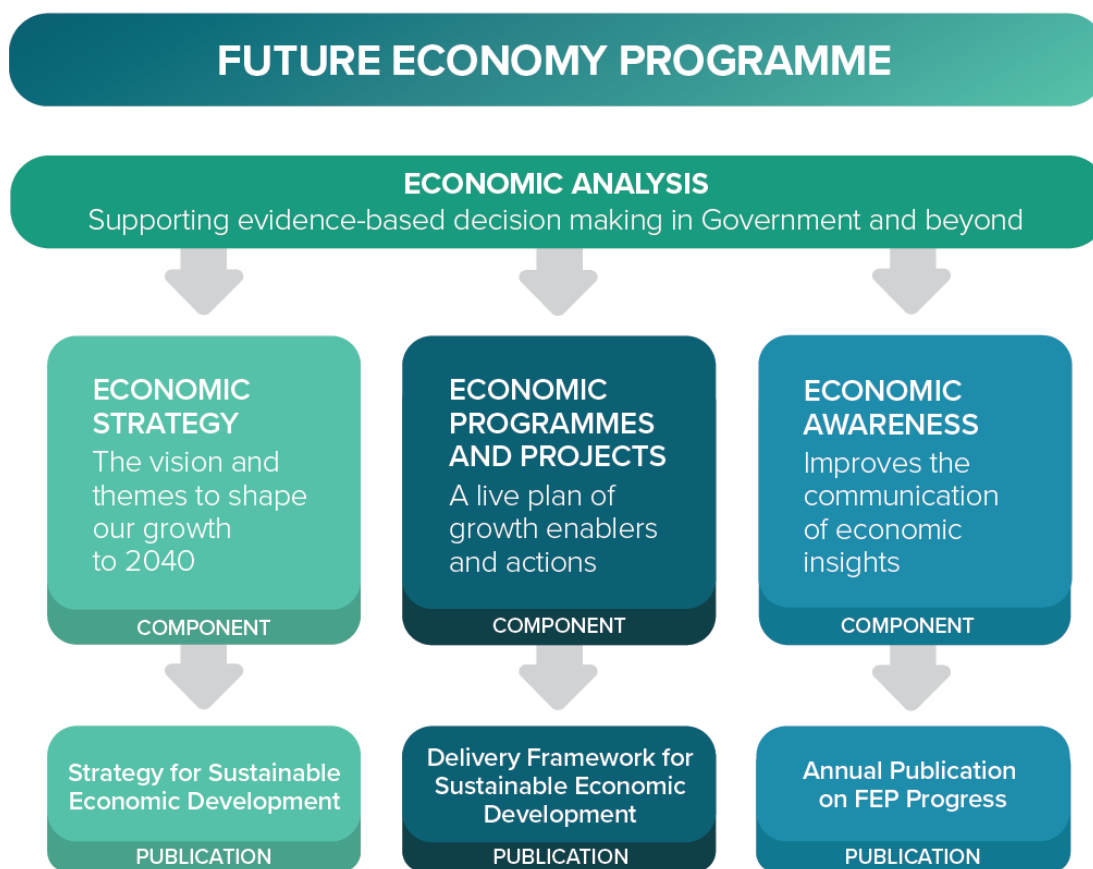 FUTURE ECONOMY PROGRAMME
ECONOMIC ANALYSIS
Supporting evidence-based decision making in Government and beyond
ECONOMIC
STRATEGY
The vision and
themes to shape
our growth
to 2040
COMPONENT
ECONOMIC
PROGRAMMES
AND PROJECTS
A live plan of
growth enablers
and actions
COMPONENT
ECONOMIC
AWARENESS
Improves the
communication
of economic
insights
COMPONENT
Strategy for Sustainable
Economic Development
PUBLICATION
Delivery Framework for
Sustainable Economic
Development
PUBLICATION
Annual Publication
on FEP Progress
PUBLICATION